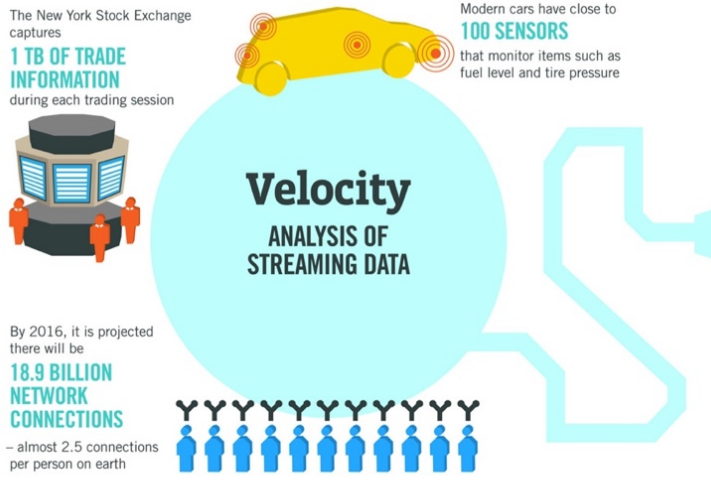 The New York Stock Exchange
captures
1 TB OF TRADE
INFORMATION
during each trading session
Modern cars have close to
100 SENSORS
that monitor items such as
fuel level and tire pressure
Velocity
ANALYSIS OF
STREAMING DATA
By 2016, it is projected
there will be
18.9 BILLION
NETWORK
CONNECTIONS
– almost 2.5 connections
per person on earth